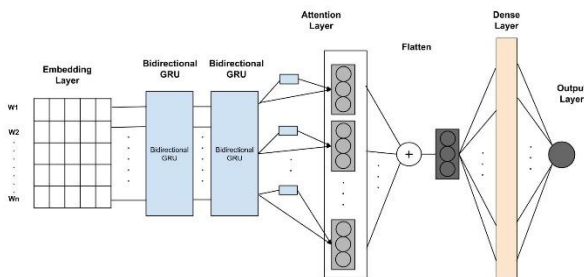 Attention
Layer
Dense
Layer
Flatten
Embedding
Layer
Bidirectional
GRU
Bidirectional
GRU
Output
Layer
W1
W2
Wn
Bidirectional
GRU
Bidirectional
GRU
+